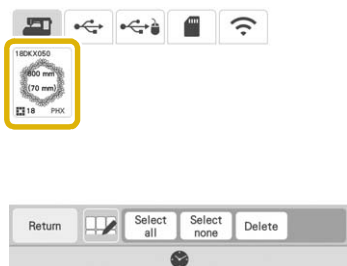 18DKX050
800 mm
(70 mm)
18 PHX
Return
Select all
Select none
Delete